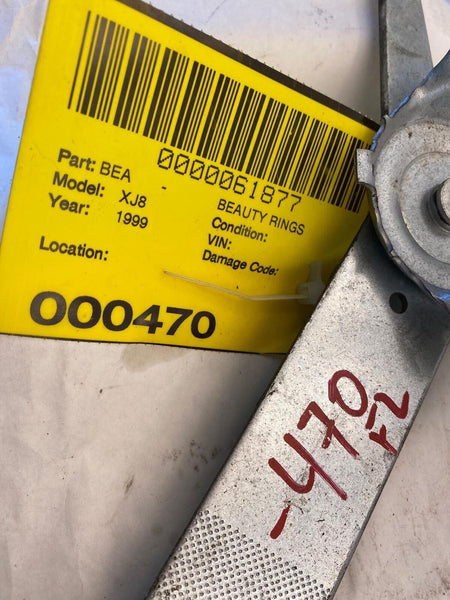 0000061877
Part: BEA - BEAUTY RINGS
Model: XJ8 Condition:
Year: 1999 VIN:
Damage Code:
Location:
000470
-470
FL